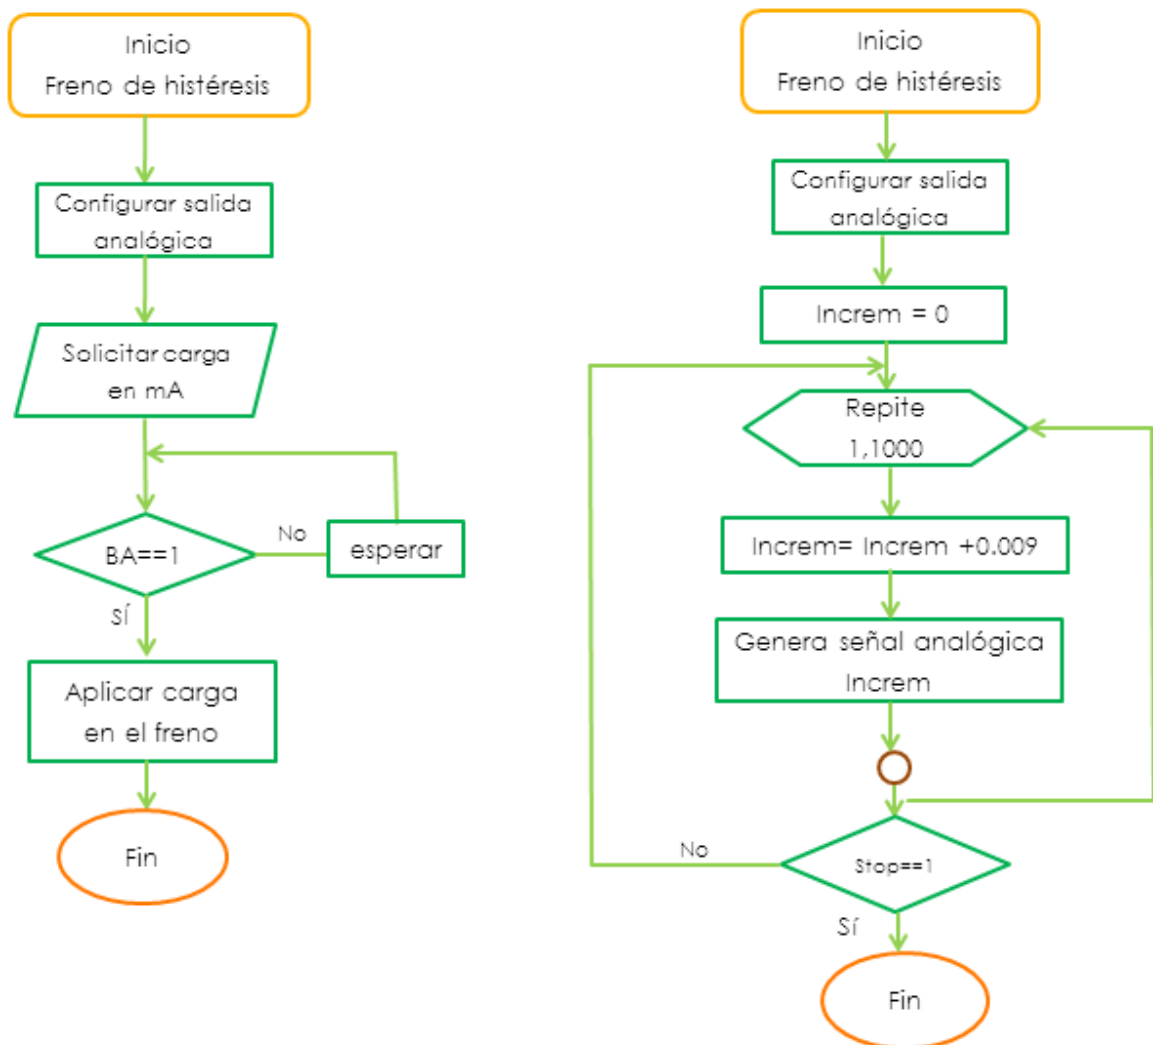 Inicio
Freno de histéresis
Configurar salida
analógica
Solicitar carga
en mA
BA==1
No
esperar
SÍ
Aplicar carga
en el freno
Fin
Inicio
Freno de histéresis
Configurar salida
analógica
Increm = 0
Repite
1,1000
Increm= Increm +0.009
Genera señal analógica
Increm
Stop==1
No
Sí
Fin